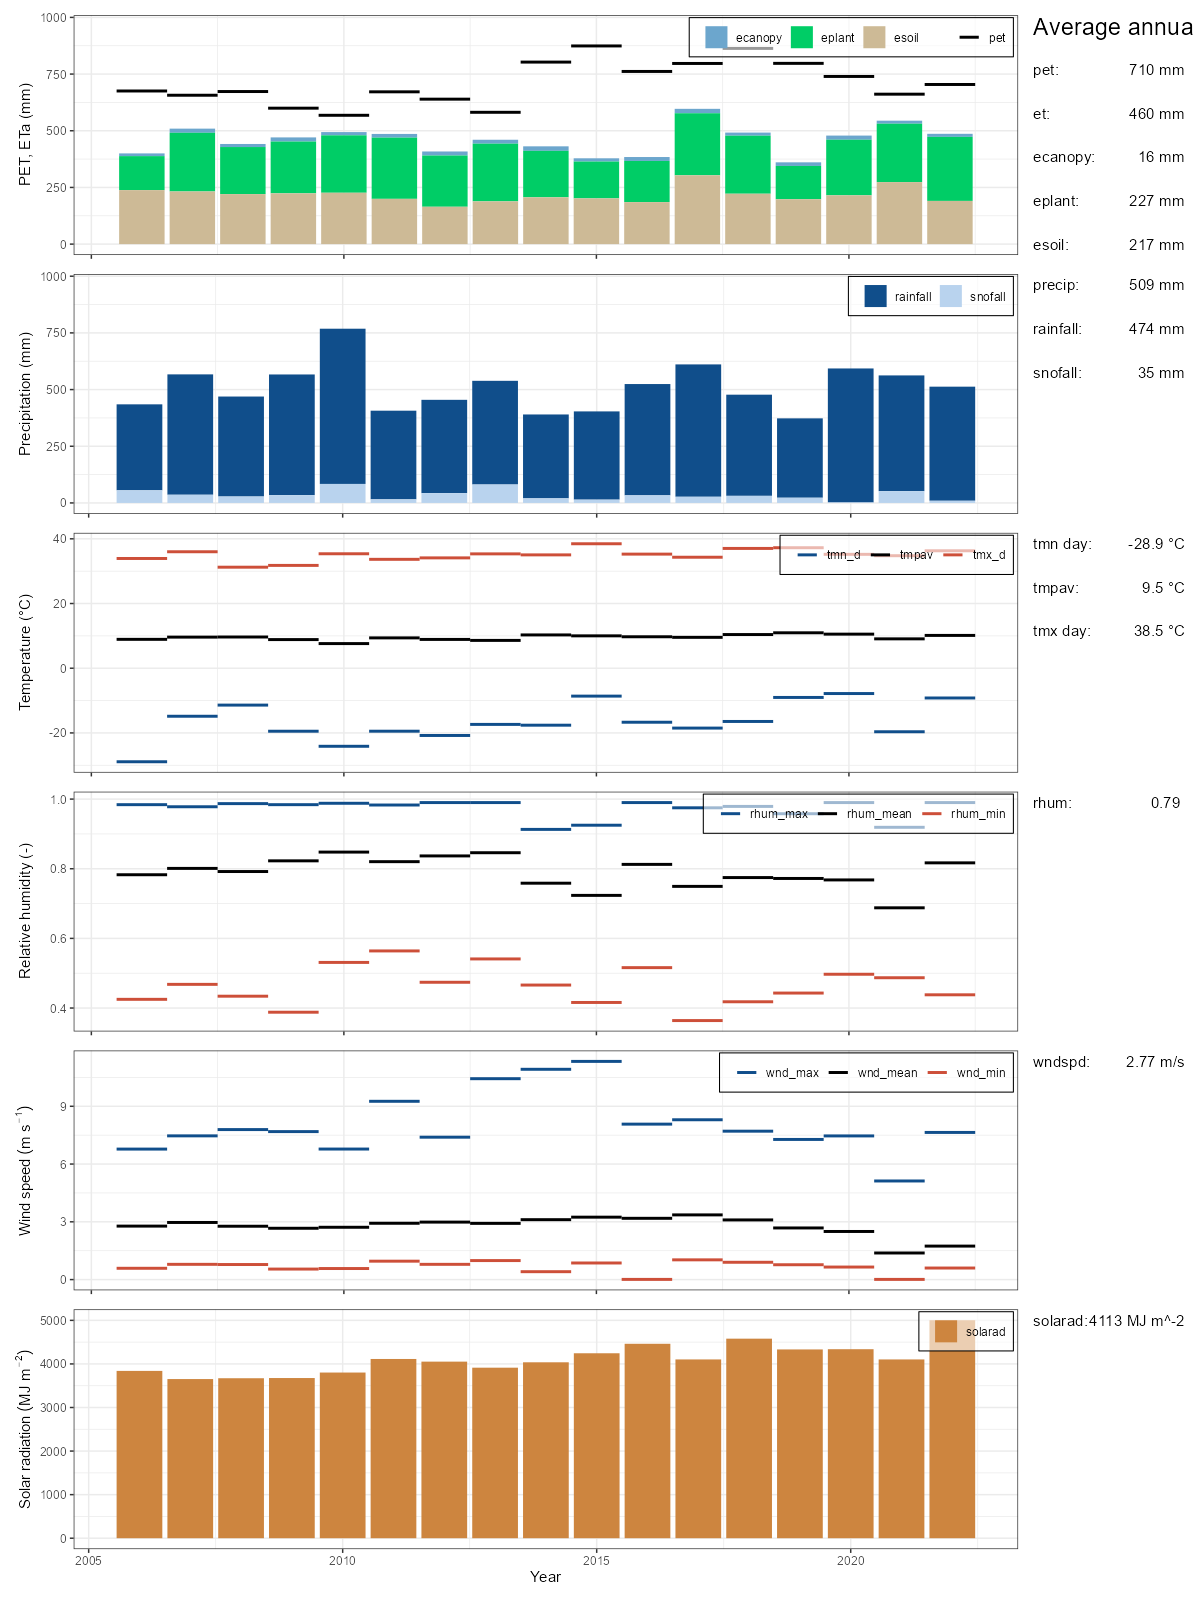 Average annua
1000
750
500
250
0
PET, ETa (mm)
ecanopy eplant esoil pet
pet: 710 mm
et: 460 mm
ecanopy: 16 mm
eplant: 227 mm
esoil: 217 mm
1000
750
500
250
0
Precipitation (mm)
rainfall snofall
precip: 509 mm
rainfall: 474 mm
snofall: 35 mm
40
20
0
-20
Temperature (°C)
tmn_d tmpav tmx_d
tmn day: -28.9 °C
tmpav: 9.5 °C
tmx day: 38.5 °C
1.0
0.8
0.6
0.4
Relative humidity (-)
rhum_max rhum_mean rhum_min
rhum: 0.79
9
6
3
0
Wind speed (m s⁻¹)
wnd_max wnd_mean wnd_min
wndspd: 2.77 m/s
5000
4000
3000
2000
1000
0
Solar radiation (MJ m⁻²)
solarad
solarad:4113 MJ m^-2
2005 2010 2015 2020
Year